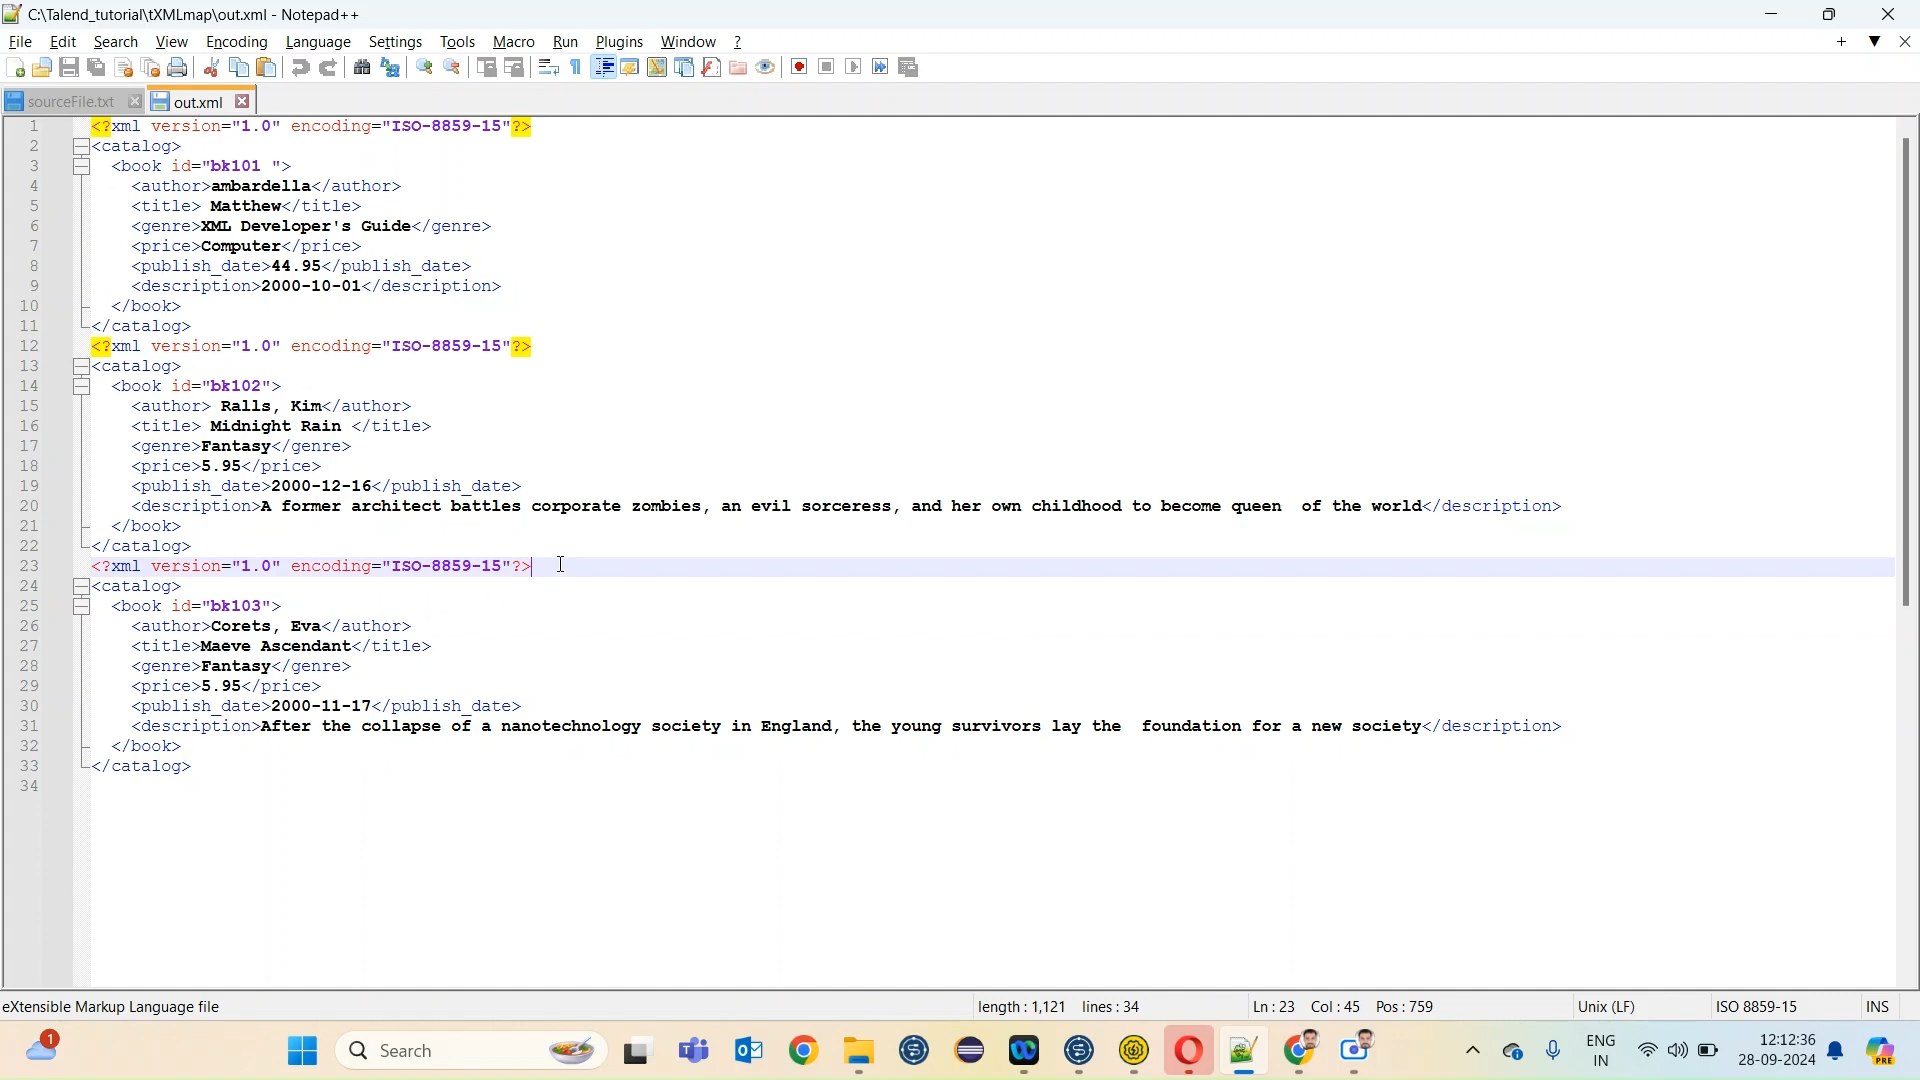 C:\Talend_tutorial\tXMLmap\out.xml - Notepad++
File Edit Search View Encoding Language Settings Tools Macro Run Plugins Window ?
sourceFile.txt out.xml
1 <?xml version="1.0" encoding="ISO-8859-15"?>
2 <catalog>
3 <book id="bk101 ">
4 <author>ambardella</author>
5 <title> Matthew</title>
6 <genre>XML Developer's Guide</genre>
7 <price>Computer</price>
8 <publish_date>44.95</publish_date>
9 <description>2000-10-01</description>
10 </book>
11 </catalog>
12 <?xml version="1.0" encoding="ISO-8859-15"?>
13 <catalog>
14 <book id="bk102">
15 <author> Ralls, Kim</author>
16 <title> Midnight Rain </title>
17 <genre>Fantasy</genre>
18 <price>5.95</price>
19 <publish_date>2000-12-16</publish_date>
20 <description>A former architect battles corporate zombies, an evil sorceress, and her own childhood to become queen  of the world</description>
21 </book>
22 </catalog>
23 <?xml version="1.0" encoding="ISO-8859-15"?>
24 <catalog>
25 <book id="bk103">
26 <author>Corets, Eva</author>
27 <title>Maeve Ascendant</title>
28 <genre>Fantasy</genre>
29 <price>5.95</price>
30 <publish_date>2000-11-17</publish_date>
31 <description>After the collapse of a nanotechnology society in England, the young survivors lay the  foundation for a new society</description>
32 </book>
33 </catalog>
34
eXtensible Markup Language file length : 1,121 lines : 34 Ln : 23 Col : 45 Pos : 759 Unix (LF) ISO 8859-15 INS
1 Search ENG IN 12:12:36 28-09-2024 PRE